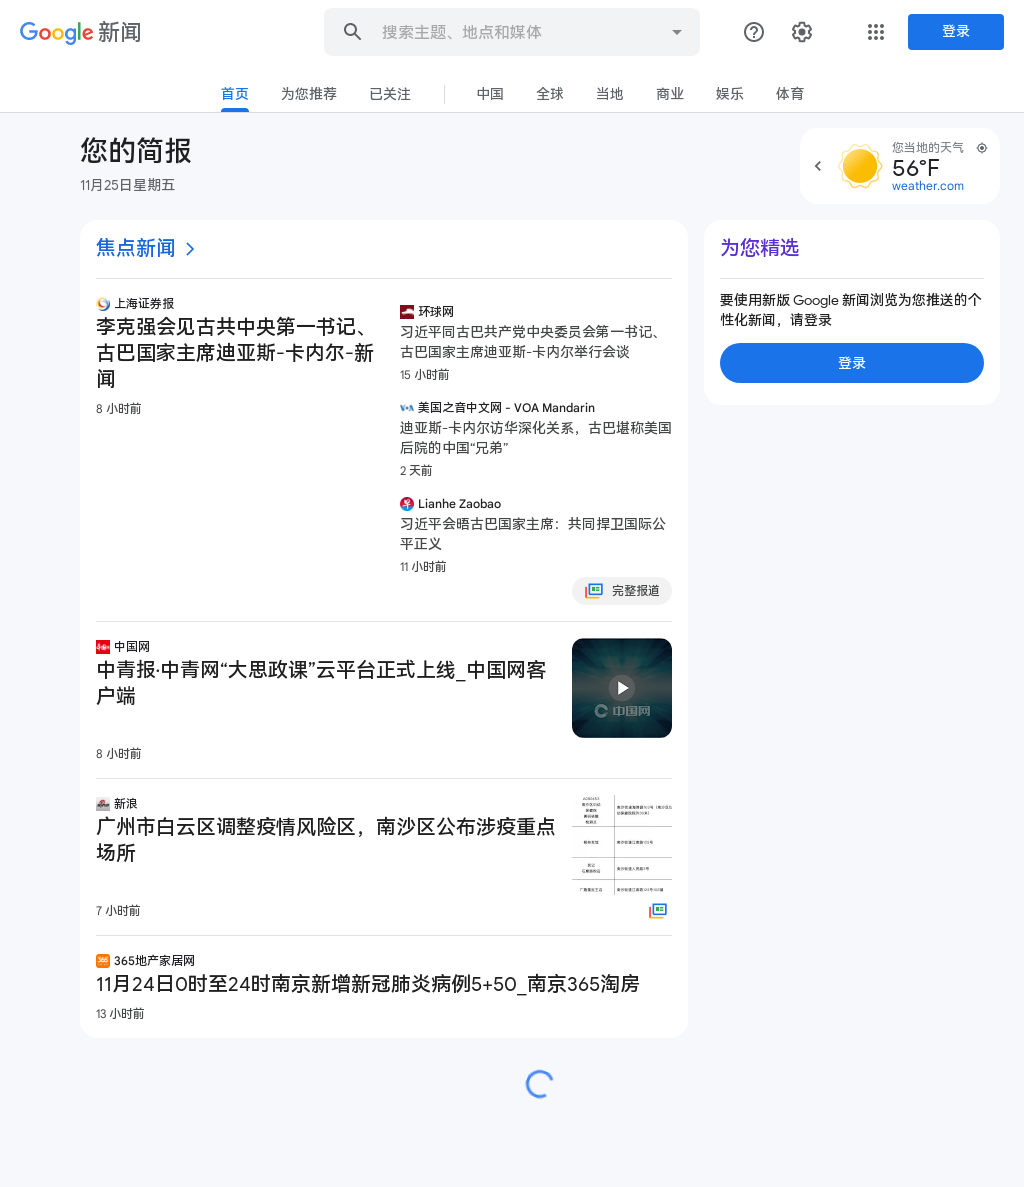 Google 新闻
搜索主题、地点和媒体
登录
首页 为您推荐 已关注 中国 全球 当地 商业 娱乐 体育
您的简报
11月25日星期五
您当地的天气
56°F
weather.com
焦点新闻
上海证券报
李克强会见古共中央第一书记、
古巴国家主席迪亚斯-卡内尔-新
闻
8 小时前
环球网
习近平同古巴共产党中央委员会第一书记、
古巴国家主席迪亚斯-卡内尔举行会谈
15 小时前
美国之音中文网 - VOA Mandarin
迪亚斯-卡内尔访华深化关系，古巴堪称美国
后院的中国“兄弟”
2 天前
Lianhe Zaobao
习近平会晤古巴国家主席：共同捍卫国际公
平正义
11 小时前
完整报道
中国网
中青报·中青网“大思政课”云平台正式上线_中国网客
户端
中国网
8 小时前
新浪
广州市白云区调整疫情风险区，南沙区公布涉疫重点
场所
7 小时前
365地产家居网
11月24日0时至24时南京新增新冠肺炎病例5+50_南京365淘房
13 小时前
为您精选
要使用新版 Google 新闻浏览为您推送的个
性化新闻，请登录
登录